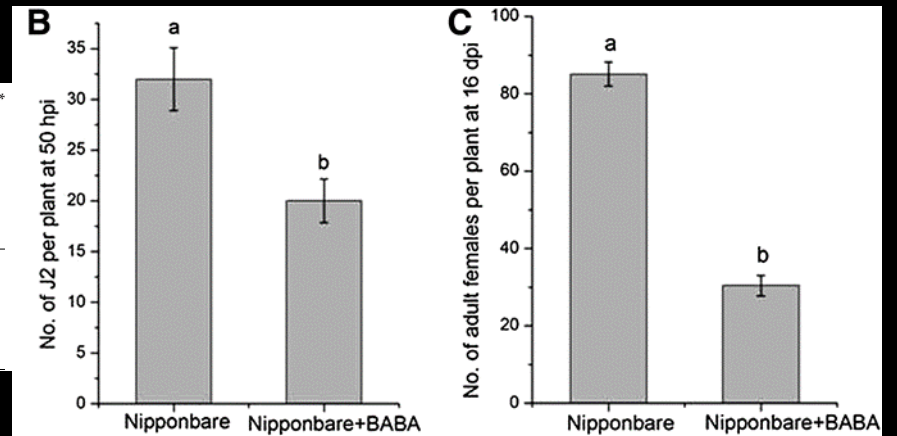 B
No. of J2 per plant at 50 hpi
35
30
25
20
15
10
5
0
a
b
Nipponbare
Nipponbare+BABA
C
No. of adult females per plant at 16 dpi
100
80
60
40
20
0
a
b
Nipponbare
Nipponbare+BABA
*